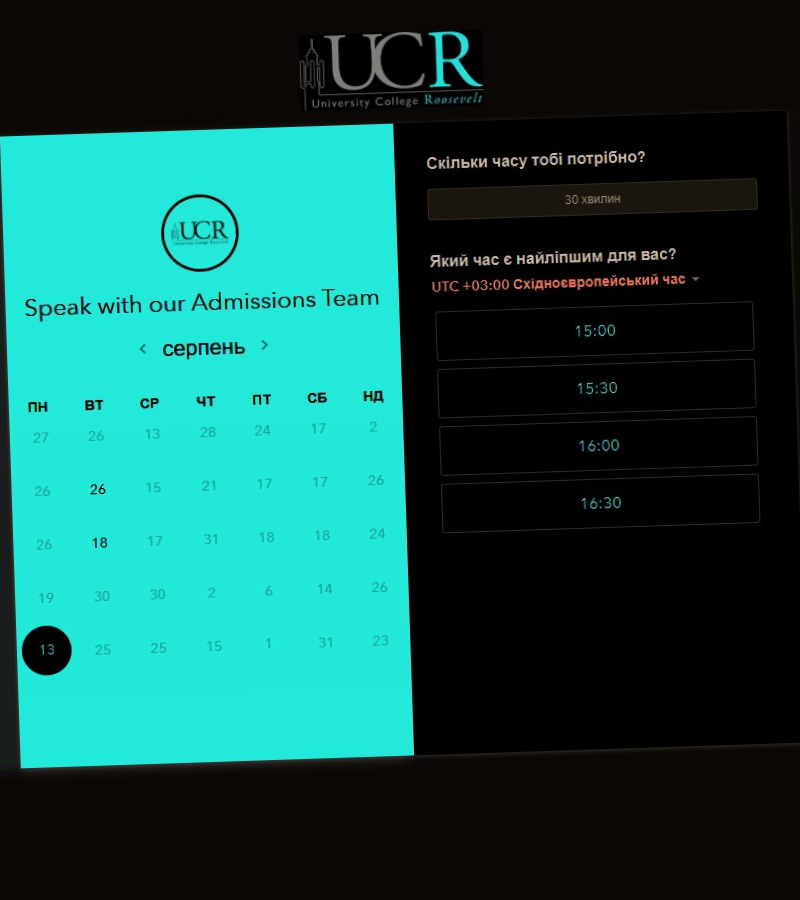 UCR
University College Roosevelt
UCR
Speak with our Admissions Team
серпень
ПН ВТ СР ЧТ ПТ СБ НД
27 26 13 28 24 17 2
26 26 15 21 17 17 26
26 18 17 31 18 18 24
19 30 30 2 6 14 26
13 25 25 15 1 31 23
Скільки часу тобі потрібно?
30 хвилин
Який час є найліпшим для вас?
UTC +03:00 Східноєвропейський час
15:00
15:30
16:00
16:30